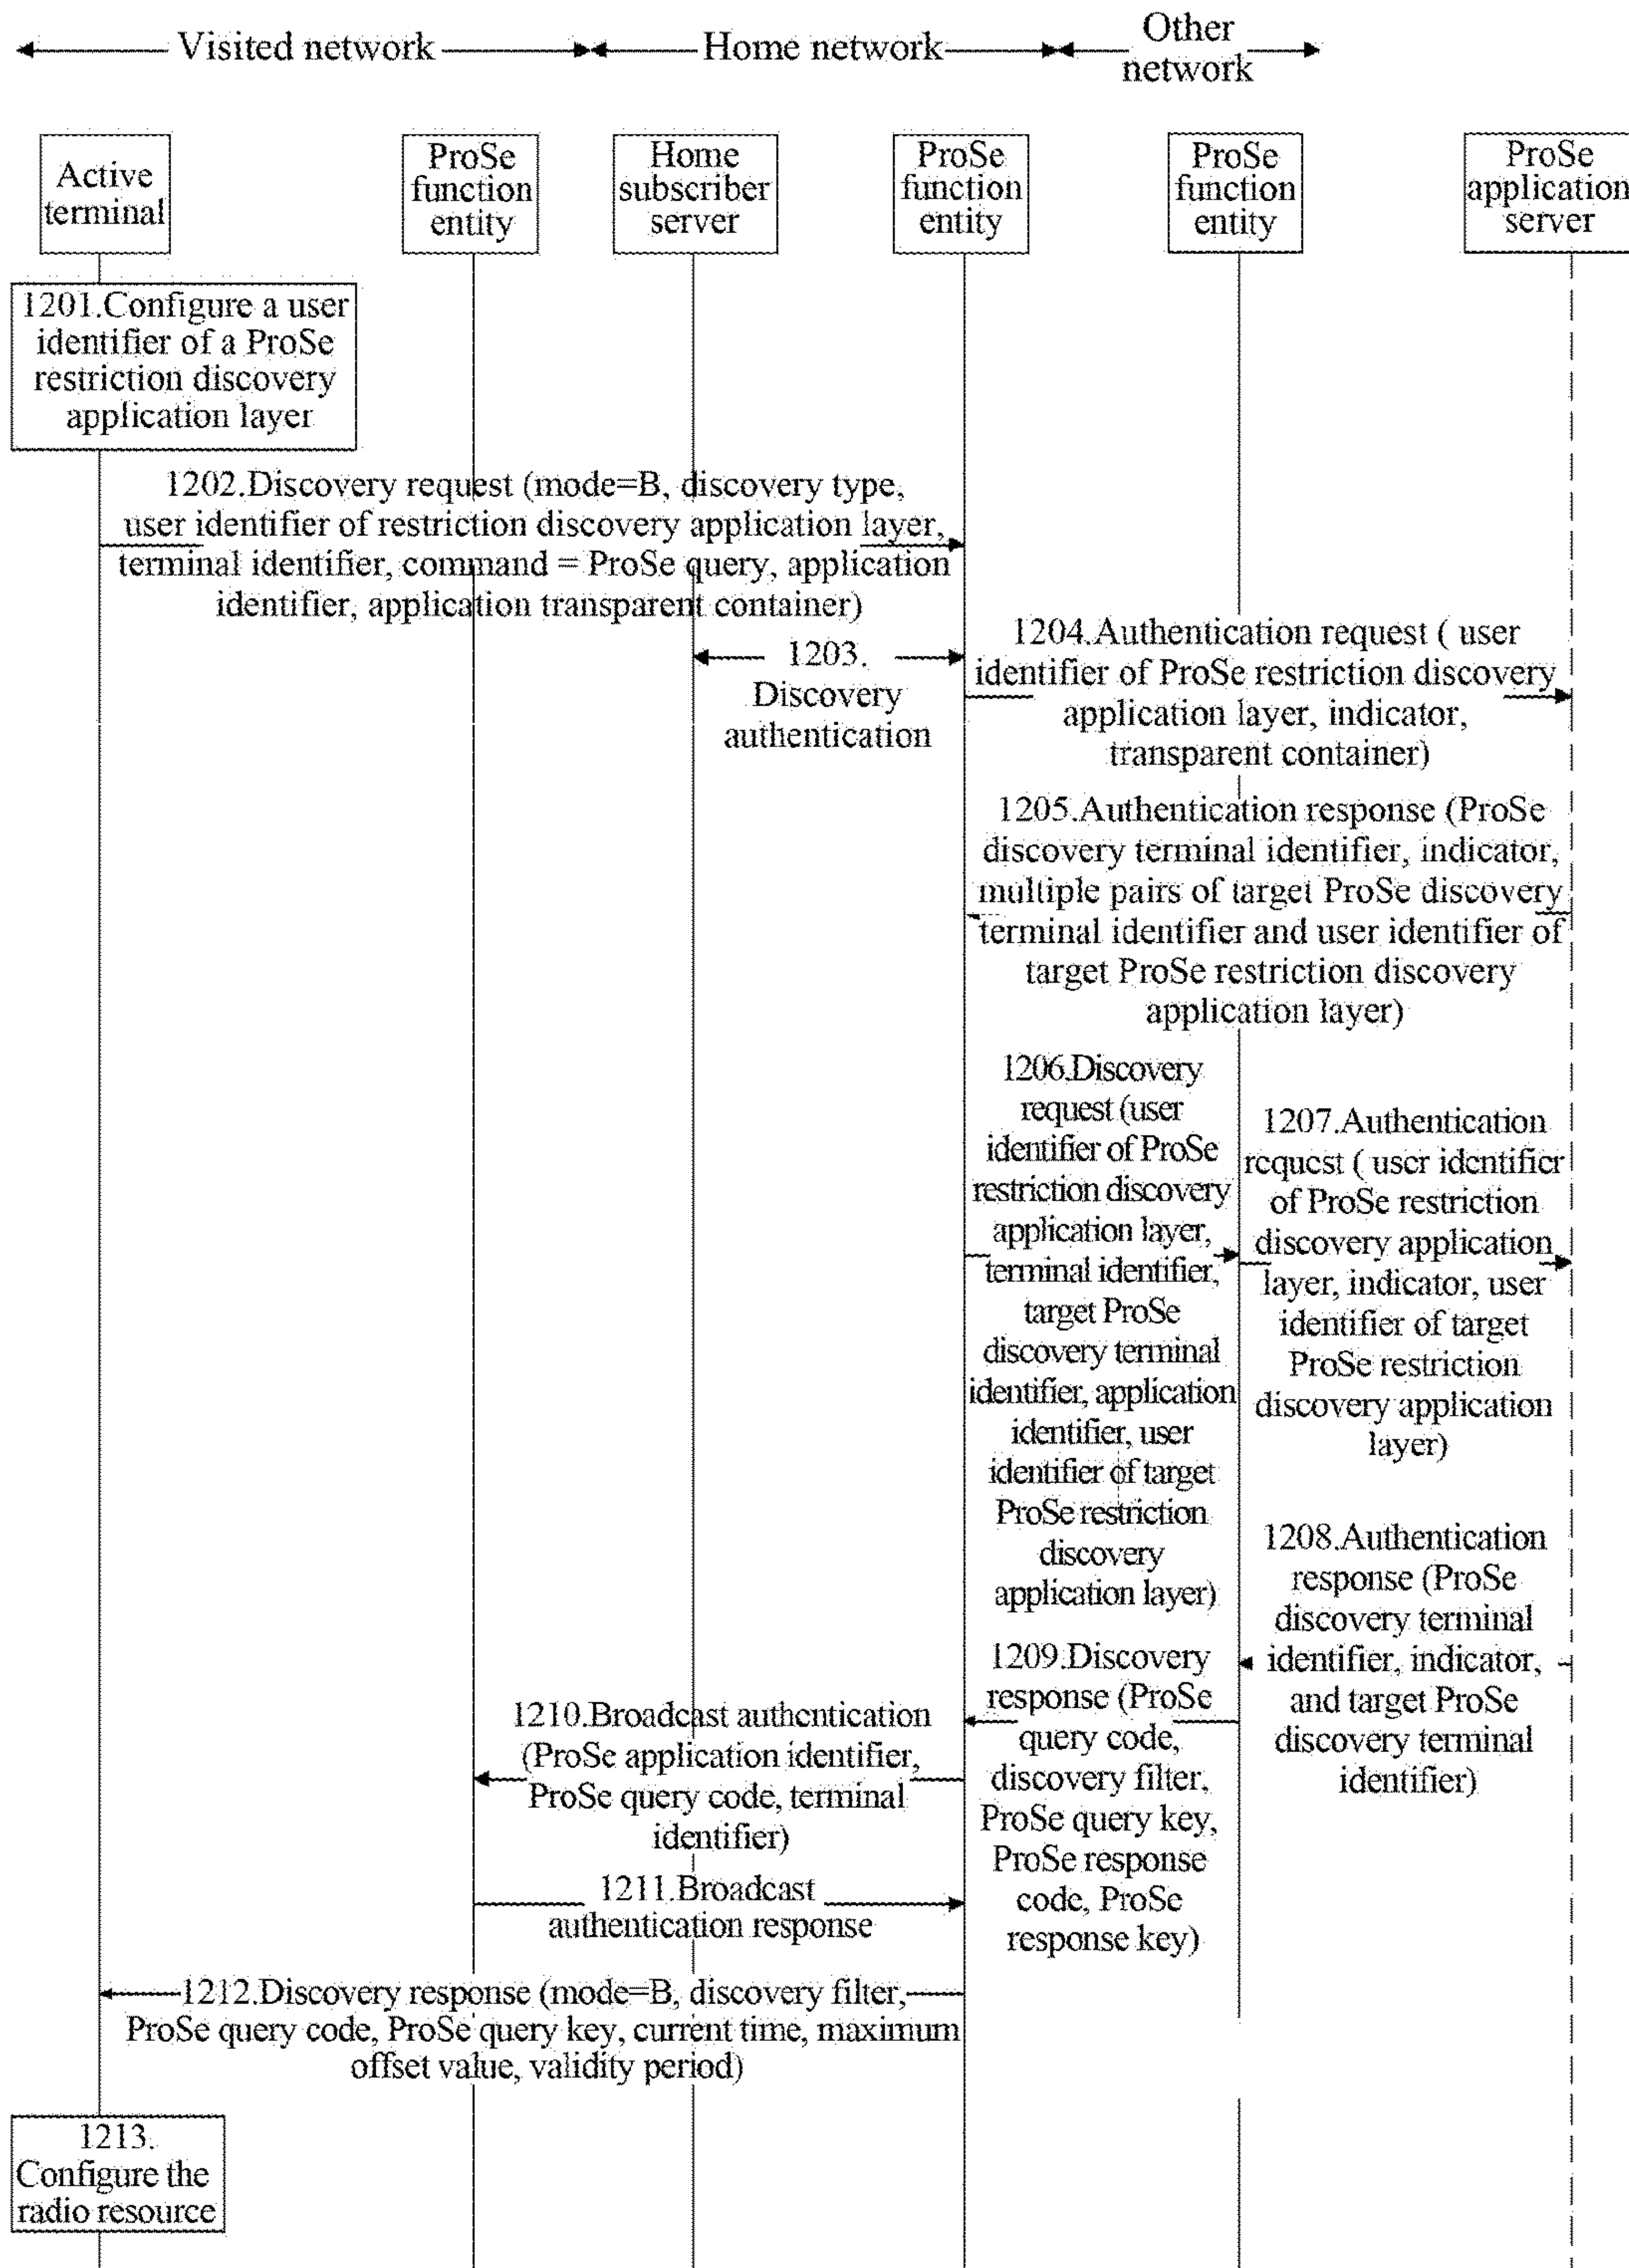 Visited network
Home network
Other
network
Active
terminal
ProSe
function
entity
Home
subscriber
server
ProSe
function
entity
ProSe
function
entity
ProSe
application
server
1201.Configure a user
identifier of a ProSe
restriction discovery
application layer
1202.Discovery request (mode=B, discovery type,
user identifier of restriction discovery application layer,
terminal identifier, command = ProSe query, application
identifier, application transparent container)
1203.
Discovery
authentication
1204.Authentication request ( user
identifier of ProSe restriction discovery
application layer, indicator,
transparent container)
1205.Authentication response (ProSe
discovery terminal identifier, indicator,
multiple pairs of target ProSe discovery
terminal identifier and user identifier of
target ProSe restriction discovery
application layer)
1206.Discovery
request (user
identifier of ProSe
restriction discovery
application layer,
terminal identifier,
target ProSe
discovery terminal
identifier, application
identifier, user
identifier of target
ProSe restriction
discovery
application layer)
1207.Authentication
request ( user identifier
of ProSe restriction
discovery application
layer, indicator, user
identifier of target
ProSe restriction
discovery application
layer)
1208.Authentication
response (ProSe
discovery terminal
identifier, indicator,
and target ProSe
discovery terminal
identifier)
1209.Discovery
response (ProSe
query code,
discovery filter,
ProSe query key,
ProSe response
code, ProSe
response key)
1210.Broadcast authentication
(ProSe application identifier,
ProSe query code, terminal
identifier)
1211.Broadcast
authentication response
1212.Discovery response (mode=B, discovery filter,
ProSe query code, ProSe query key, current time, maximum
offset value, validity period)
1213.
Configure the
radio resource